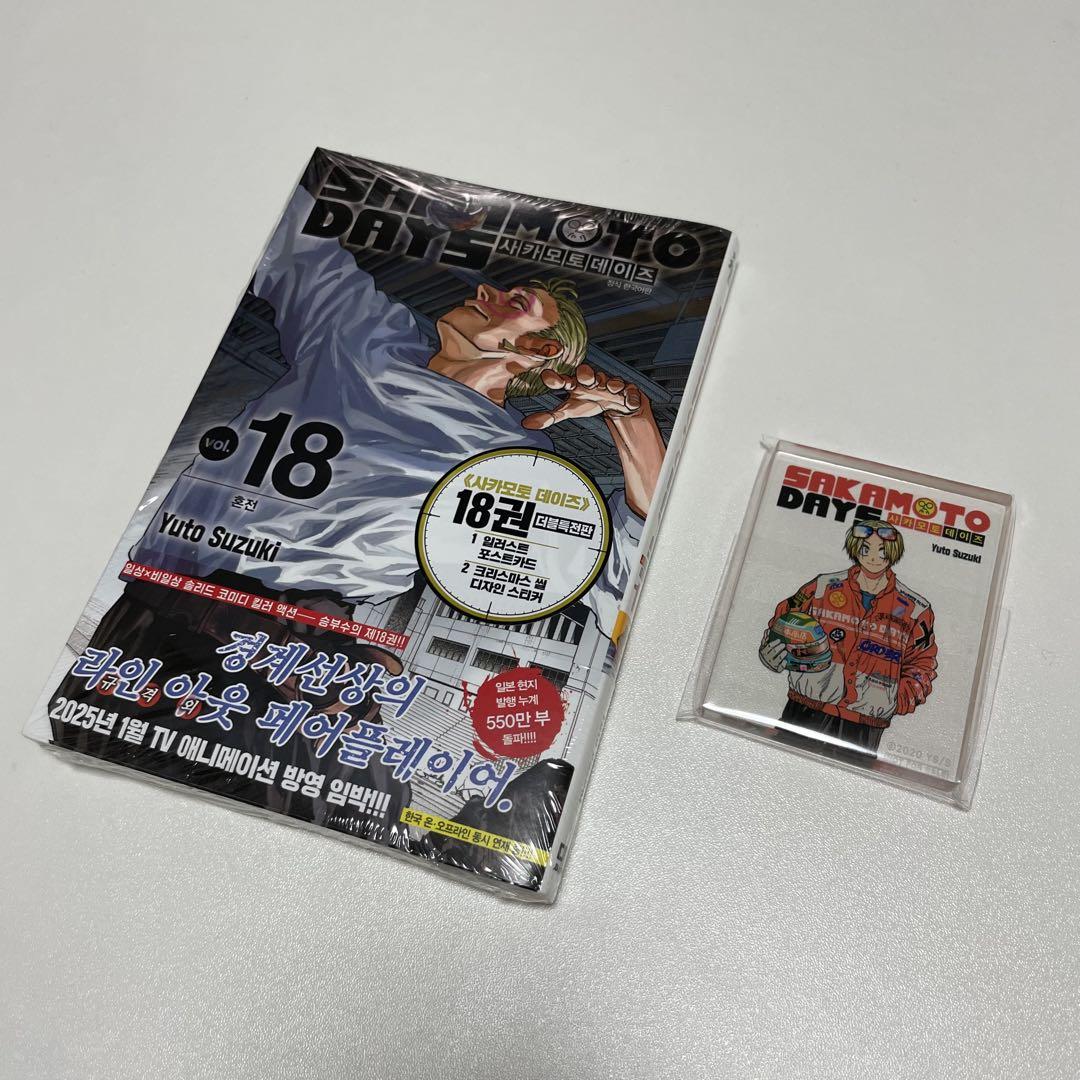 SAKAMOTO
DAYS
사카모토데이즈
정식 한국어판
vol.
18
혼전
Yuto Suzuki
《사카모토 데이즈》
18권 더블특전판
1 일러스트
포스트카드
2 크리스마스 씰
디자인 스티커
일상×비일상 솔리드 코미디 킬러 액션── 승부수의 제18권!!
경계선상의
라인 아웃 페어플레이어.
규격외
2025년 1월 TV 애니메이션 방영 임박!!!
일본 현지
발행 누계
550만 부
돌파!!!!
한국 온·오프라인 동시 연재
SAKAMOTO
DAYS
사카모토데이즈
Yuto Suzuki
SAKAMOTO DAYS
©2020 YS/S